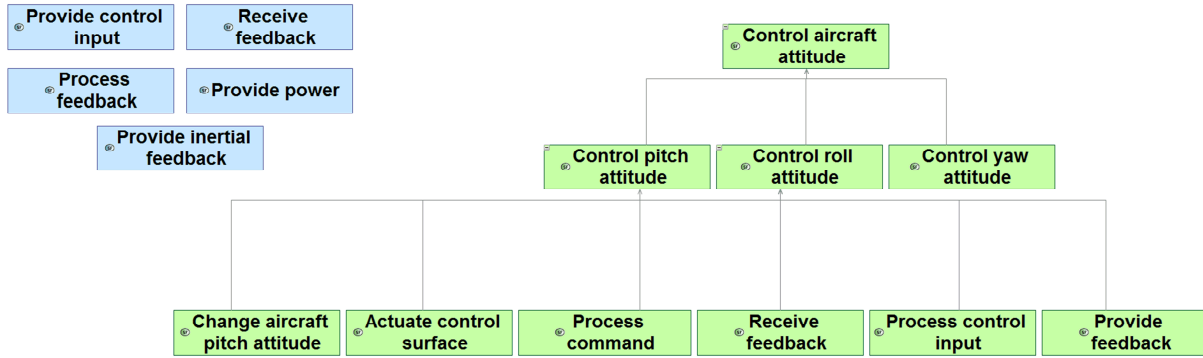 Provide control
input
Receive
feedback
Process
feedback
Provide power
Provide inertial
feedback
Control aircraft
attitude
Control pitch
attitude
Control roll
attitude
Control yaw
attitude
Change aircraft
pitch attitude
Actuate control
surface
Process
command
Receive
feedback
Process control
input
Provide
feedback